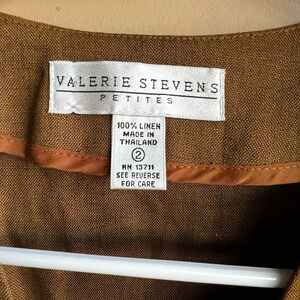 VALERIE STEVENS
PETITES
100% LINEN
MADE IN
THAILAND
2
RN 13711
SEE REVERSE
FOR CARE